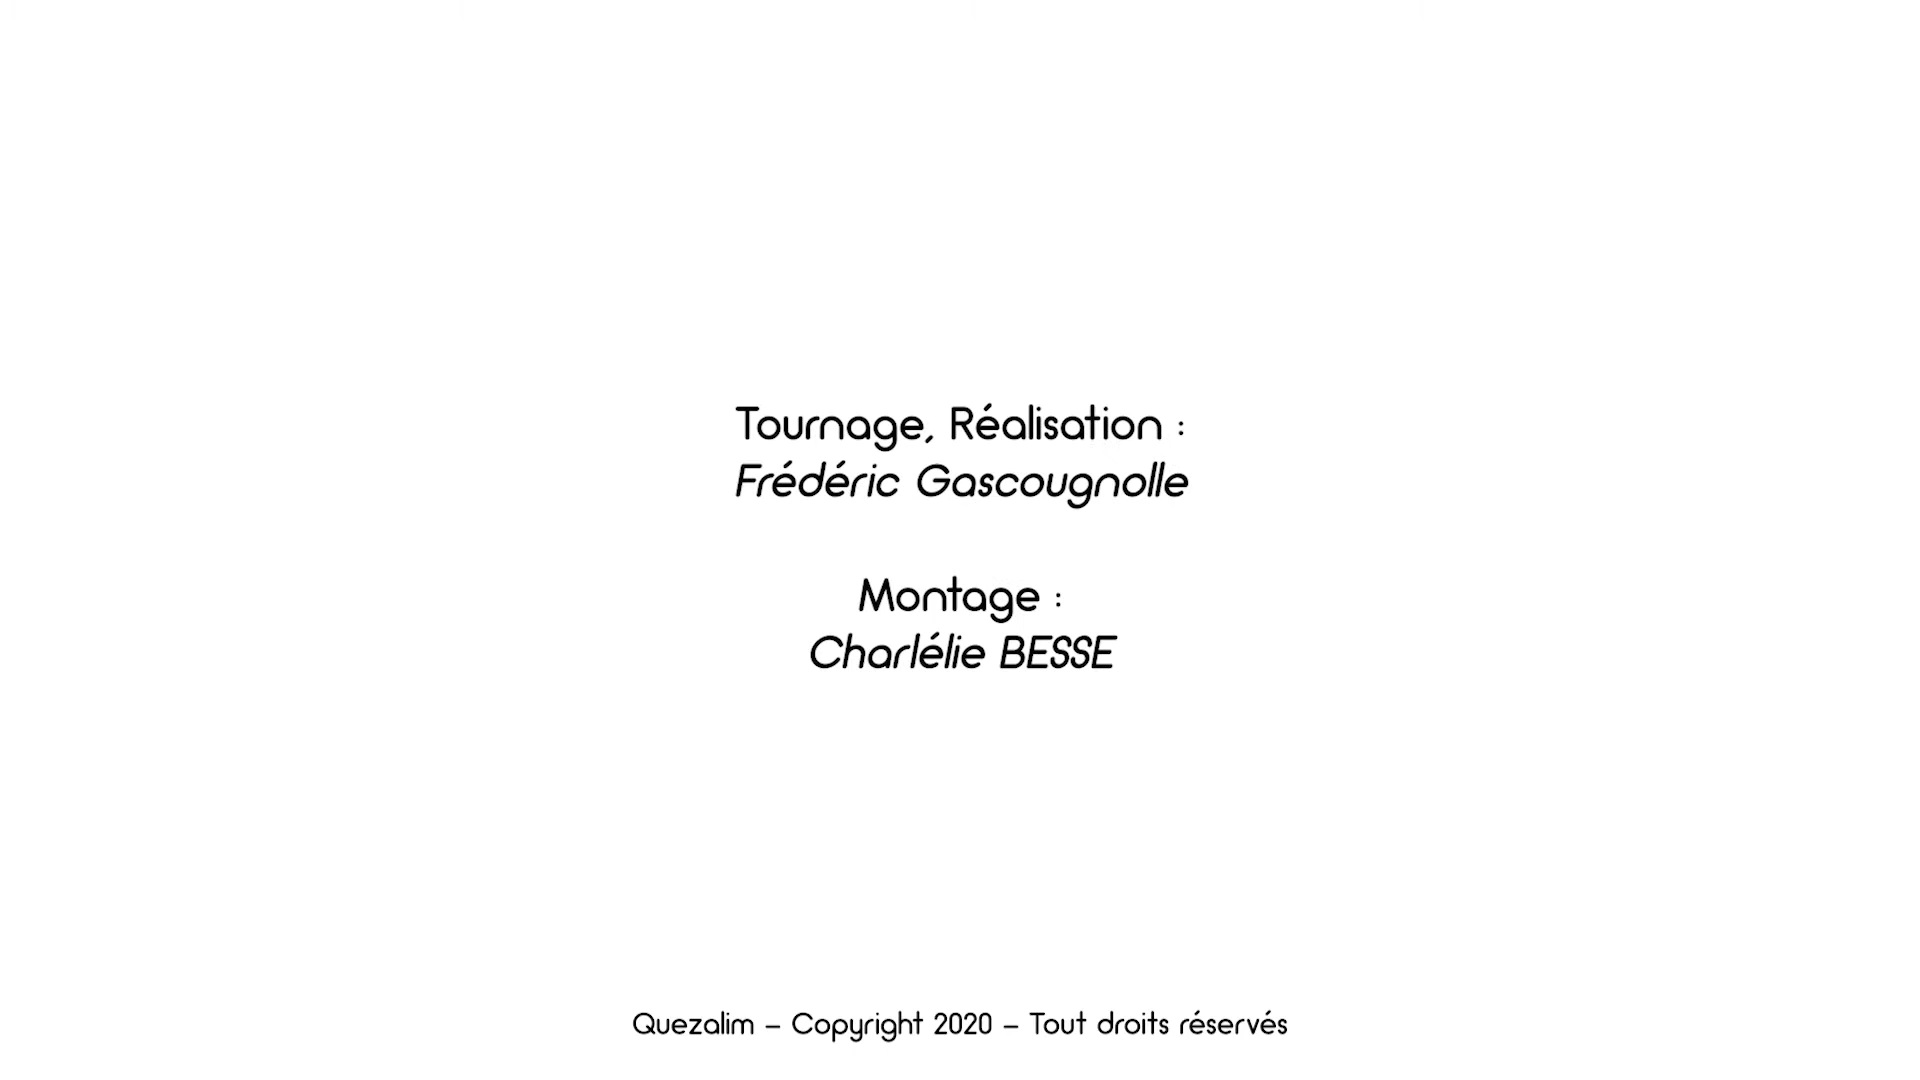 Tournage, Réalisation :
Frédéric Gascougnolle
Montage :
Charlélie BESSE
Quezalim – Copyright 2020 – Tout droits réservés